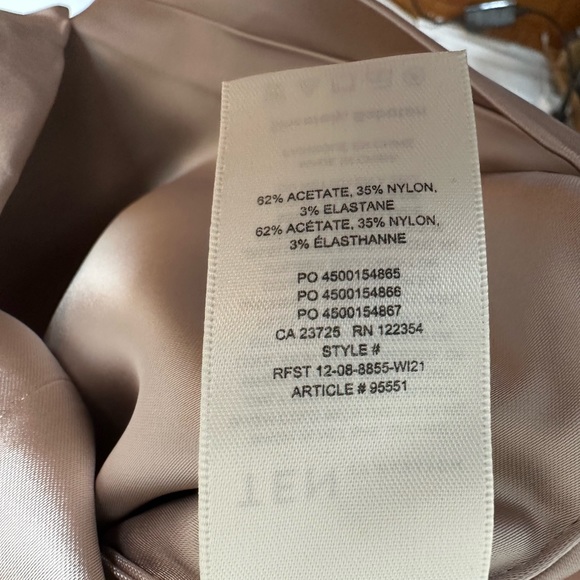 62% ACETATE, 35% NYLON,
3% ELASTANE
62% ACÉTATE, 35% NYLON,
3% ÉLASTHANNE
PO 4500154865
PO 4500154866
PO 4500154867
CA 23725 RN 122354
STYLE #
RFST 12-08-8855-WI21
ARTICLE # 95551